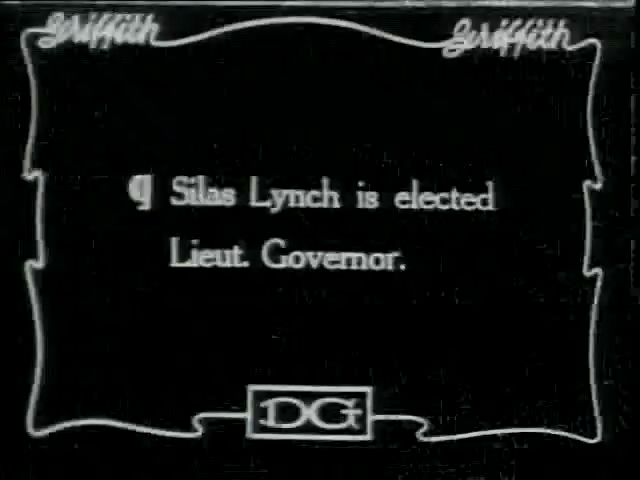 Griffith Griffith
¶ Silas Lynch is elected
Lieut. Governor.
DG